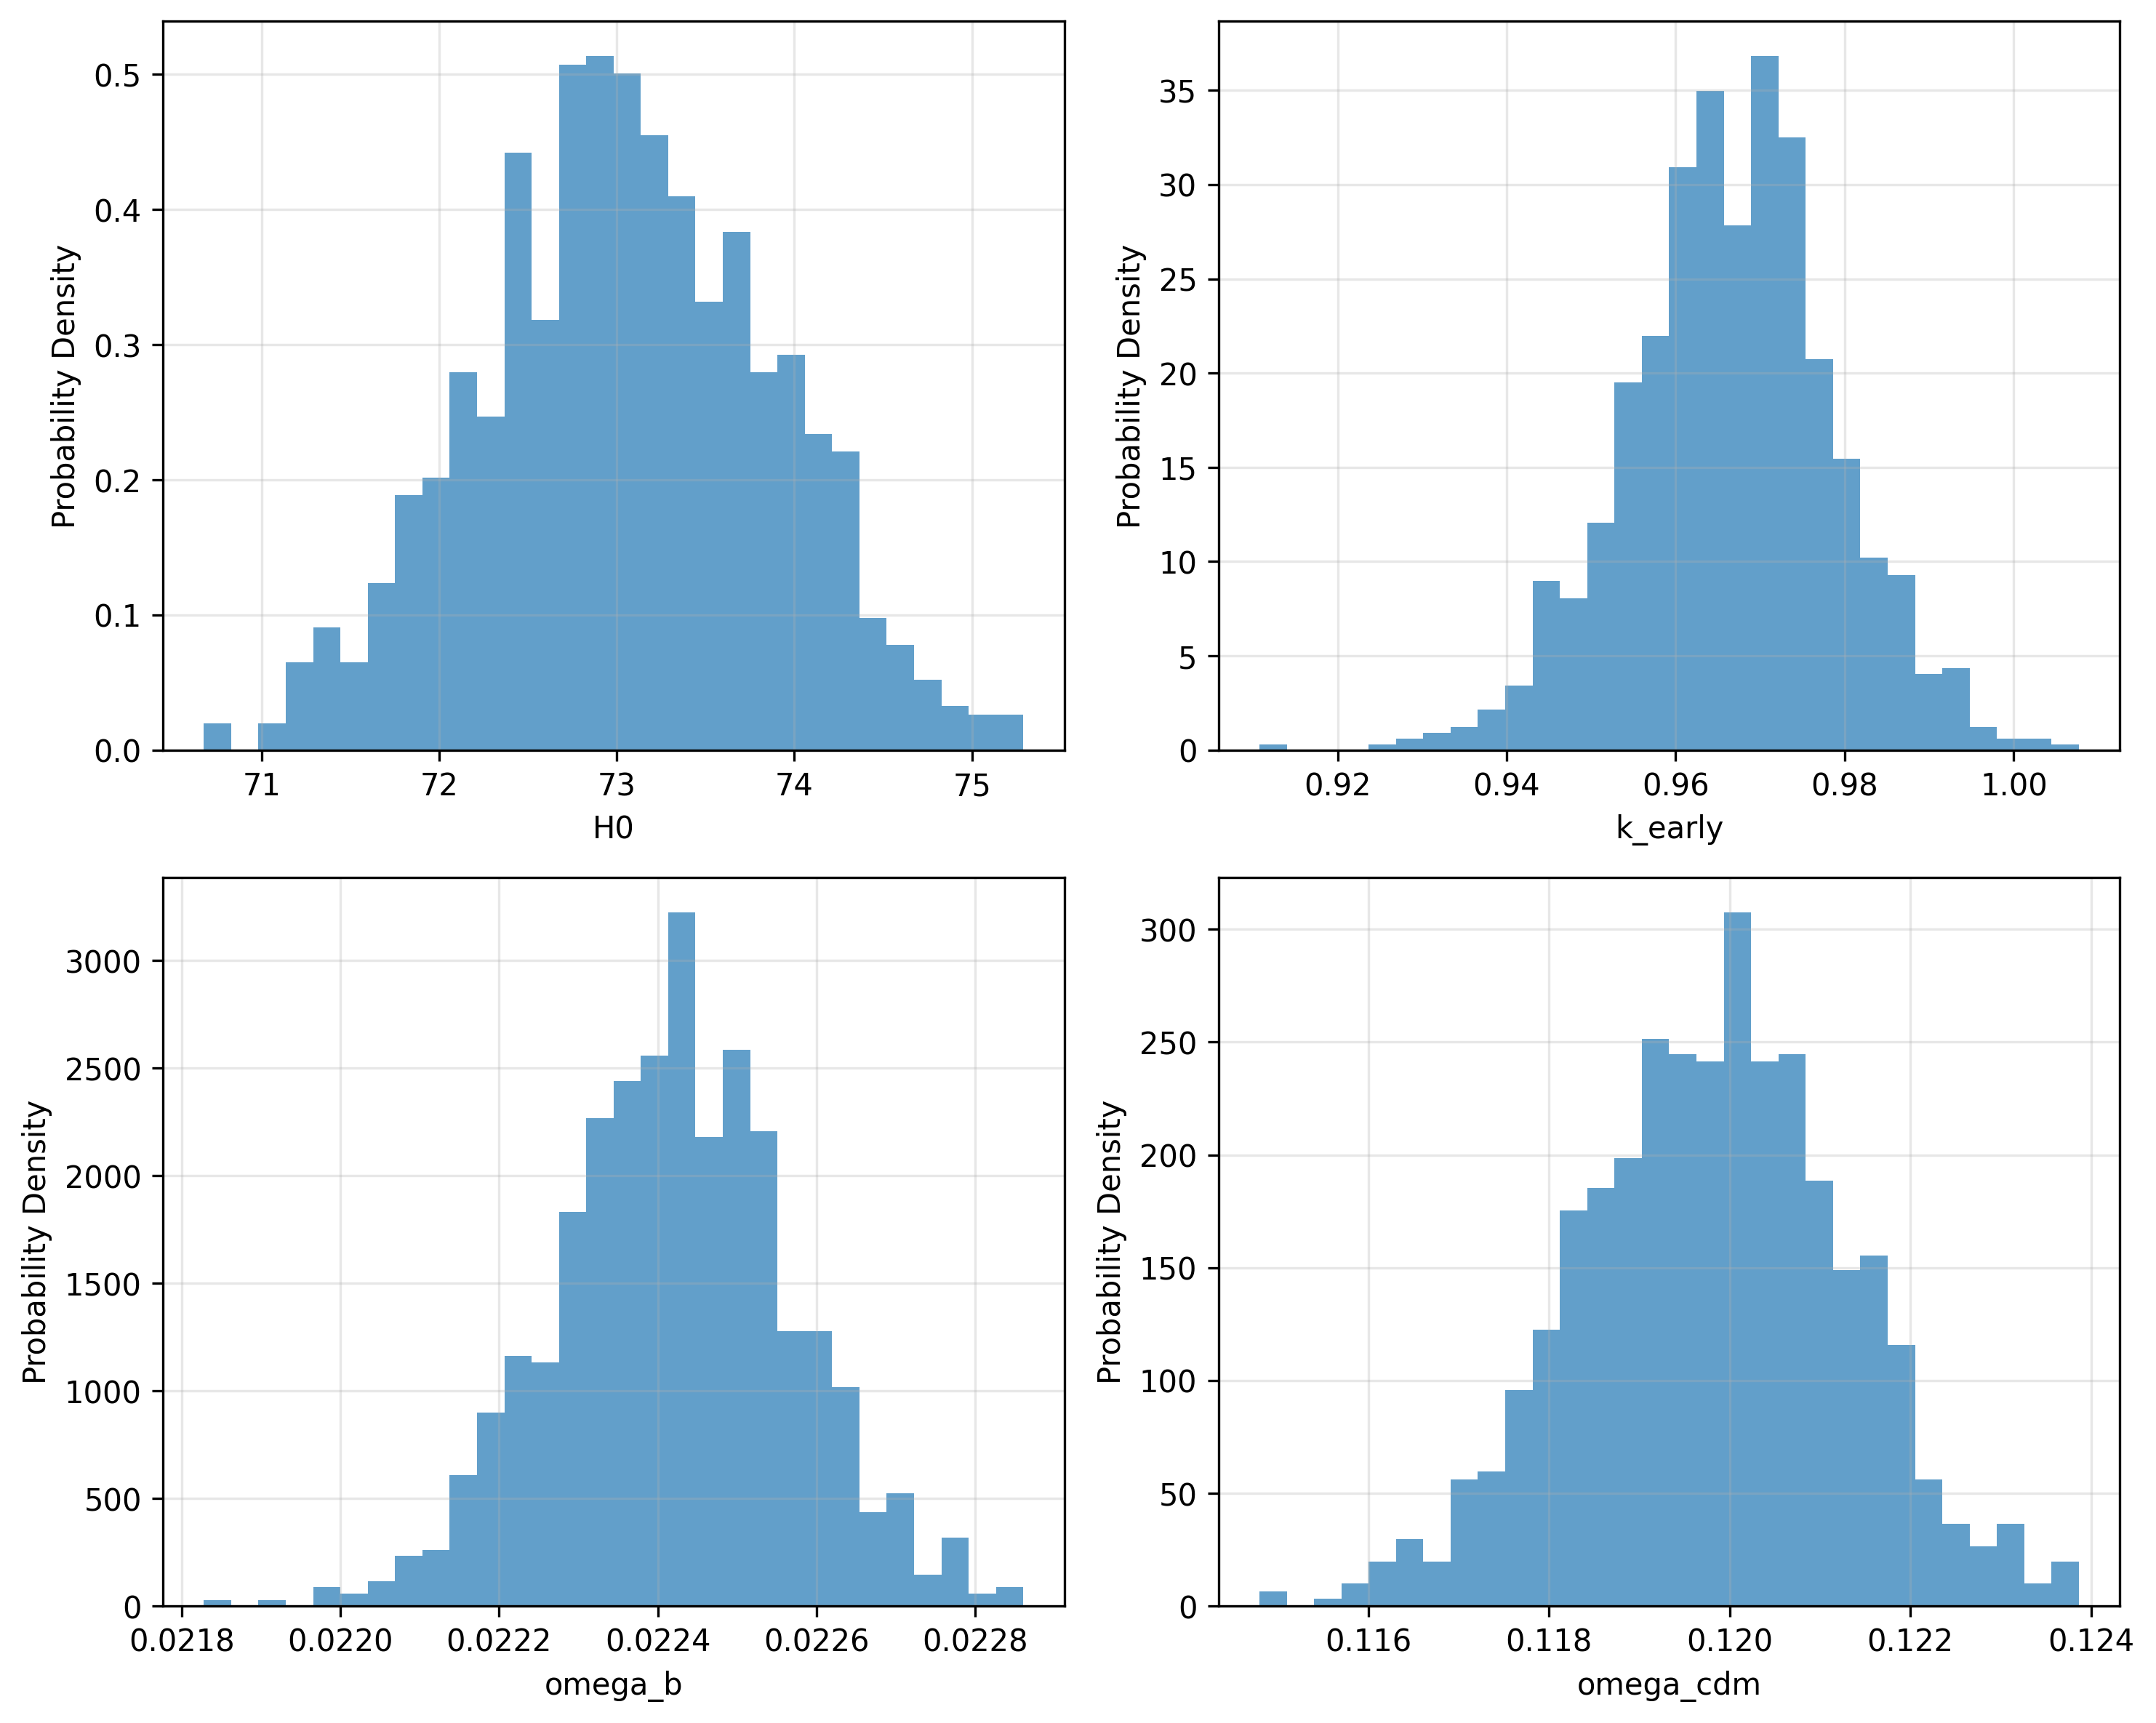 Probability Density
0.5
0.4
0.3
0.2
0.1
0.0
71 72 73 74 75
H0
Probability Density
35
30
25
20
15
10
5
0
0.92 0.94 0.96 0.98 1.00
k_early
Probability Density
3000
2500
2000
1500
1000
500
0
0.0218 0.0220 0.0222 0.0224 0.0226 0.0228
omega_b
Probability Density
300
250
200
150
100
50
0
0.116 0.118 0.120 0.122 0.124
omega_cdm